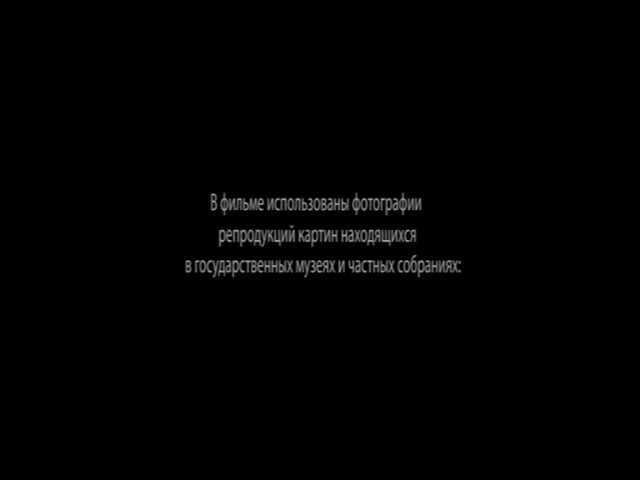 В фильме использованы фотографии
репродукций картин находящихся
в государственных музеях и частных собраниях: